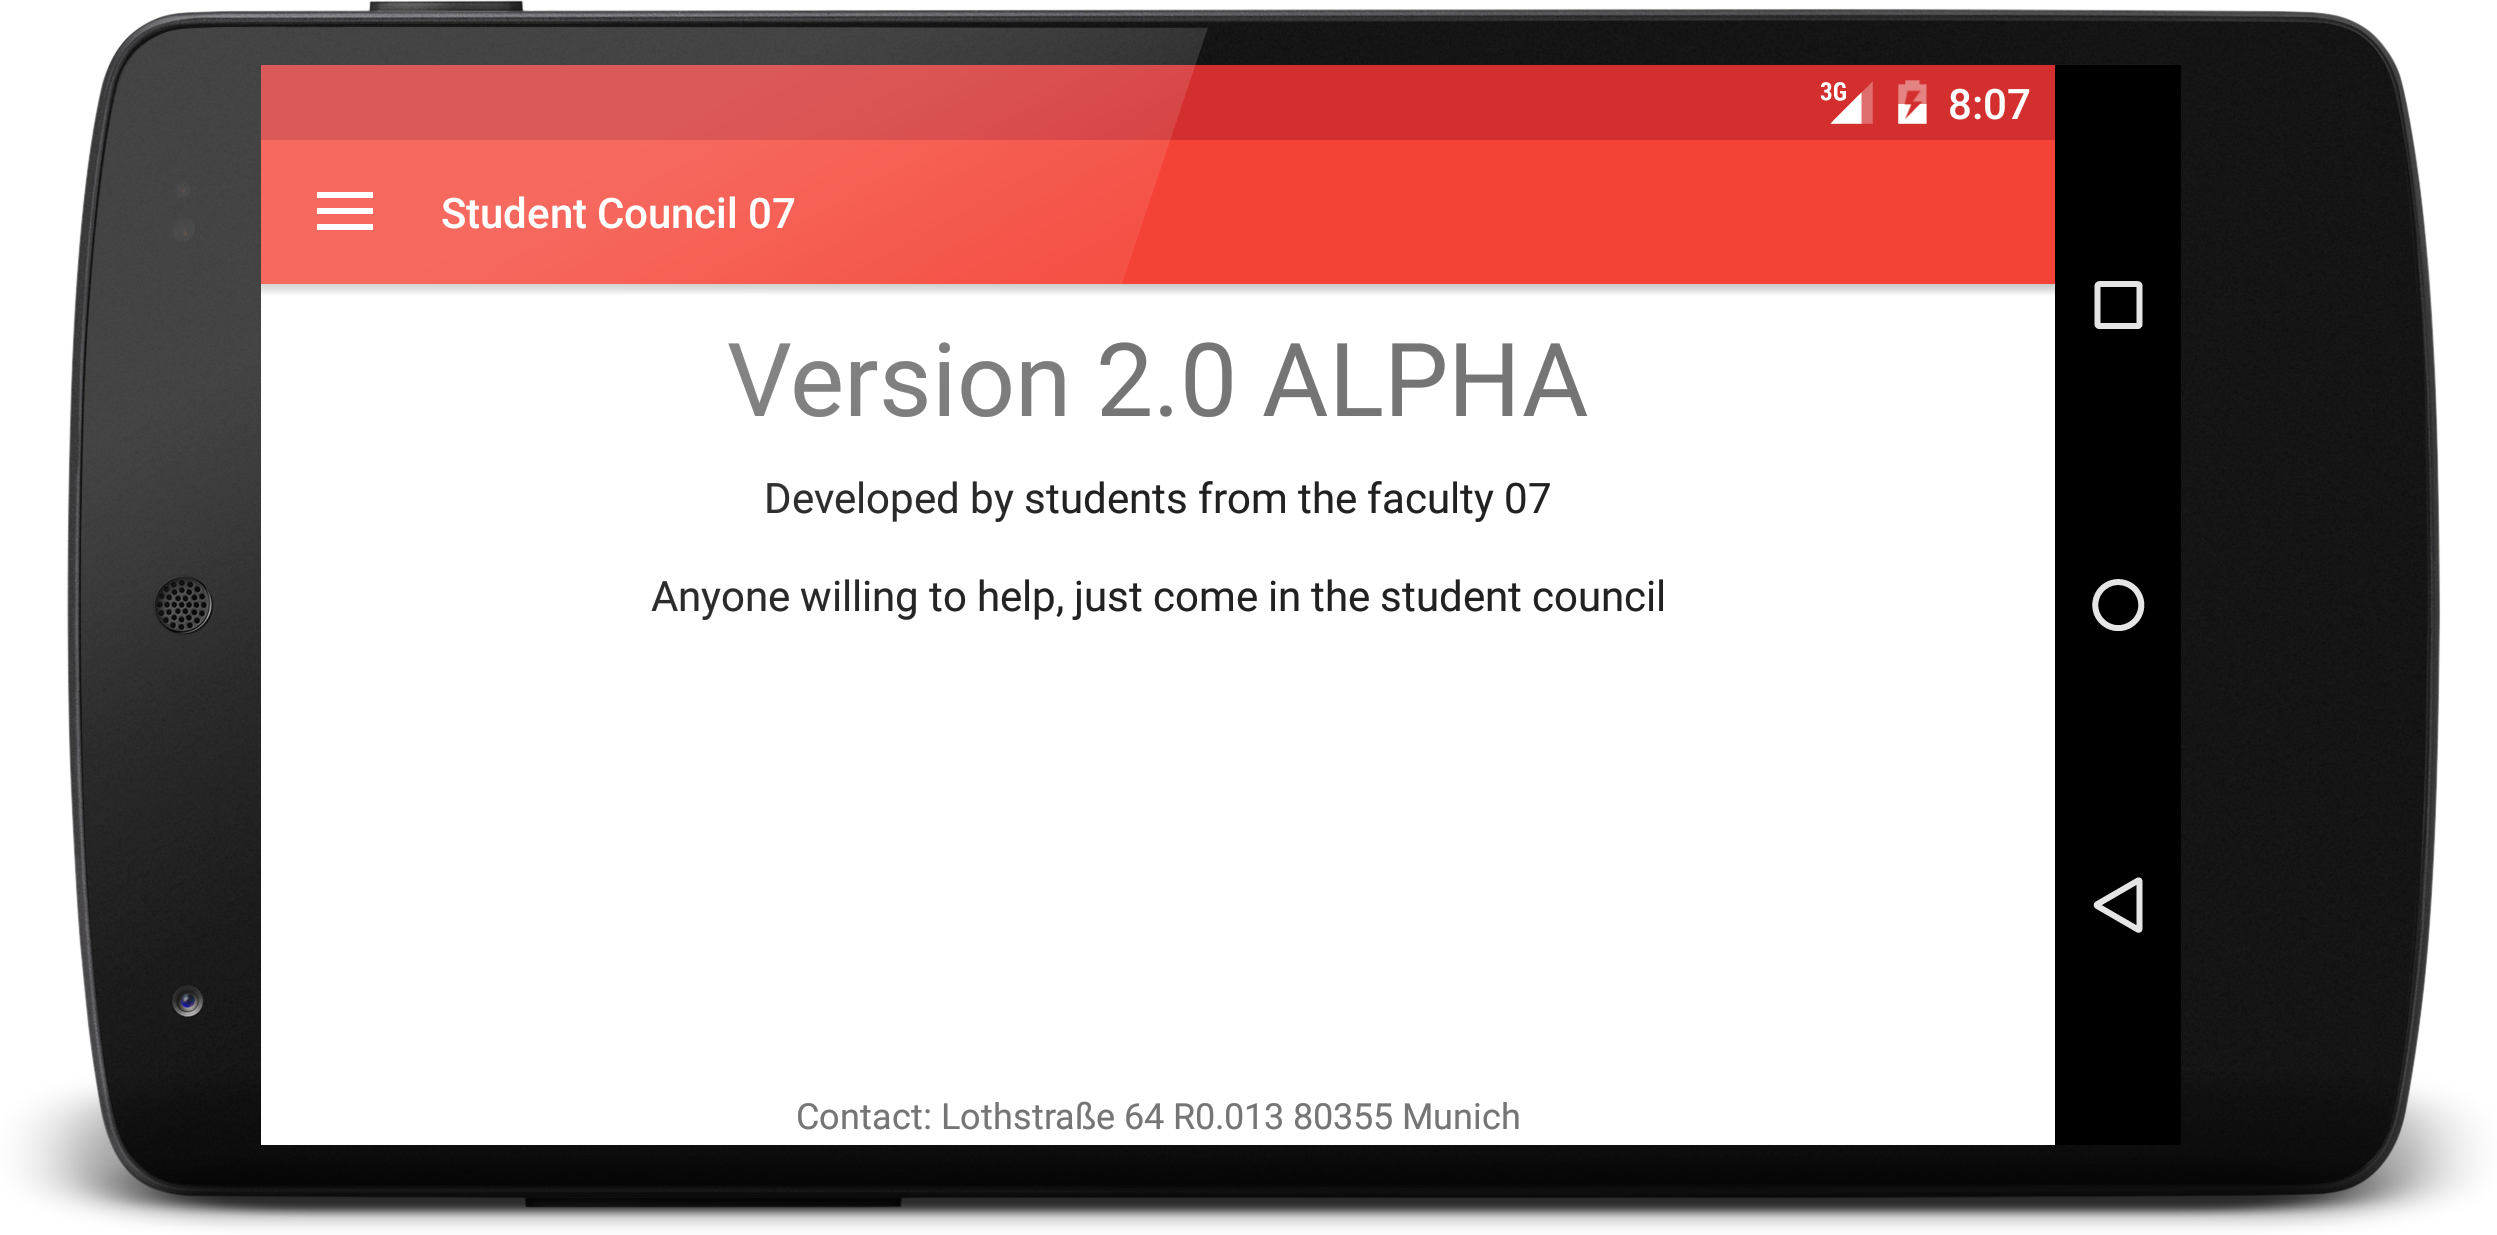 3G 8:07
Student Council 07
Version 2.0 ALPHA
Developed by students from the faculty 07
Anyone willing to help, just come in the student council
Contact: Lothstraße 64 R0.013 80355 Munich